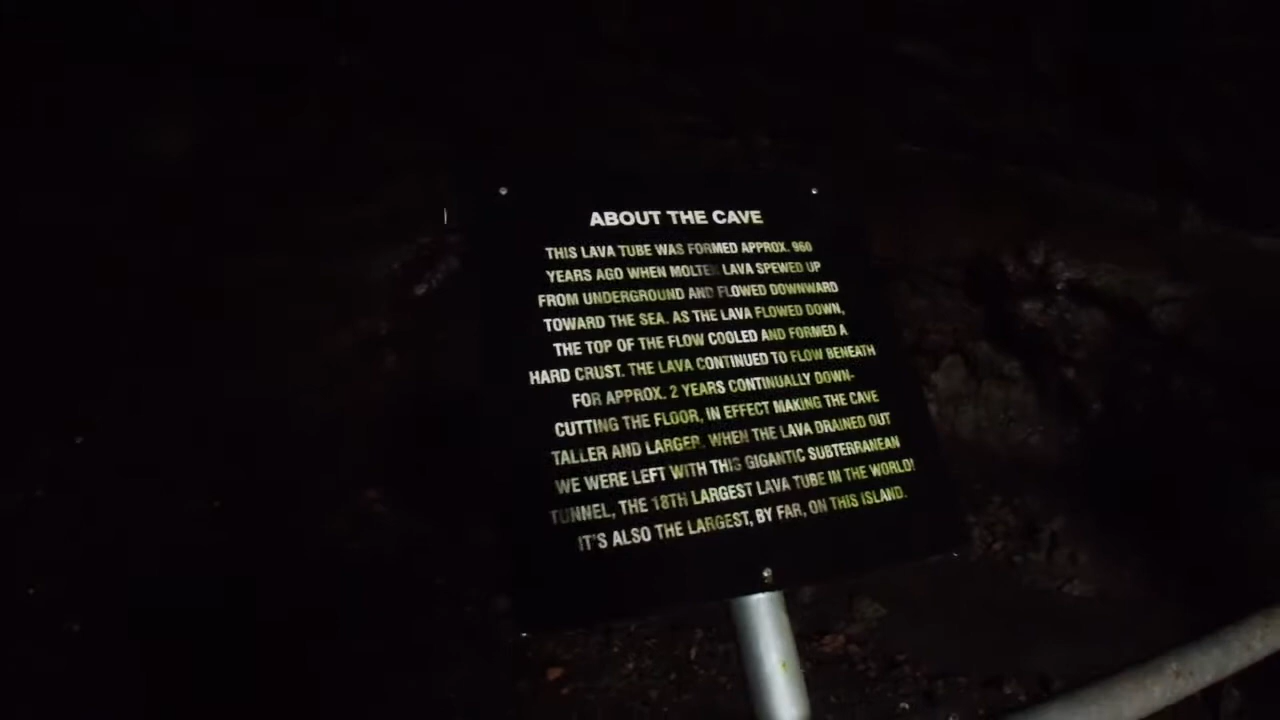 ABOUT THE CAVE
THIS LAVA TUBE WAS FORMED APPROX. 960
YEARS AGO WHEN MOLTEN LAVA SPEWED UP
FROM UNDERGROUND AND FLOWED DOWNWARD
TOWARD THE SEA. AS THE LAVA FLOWED DOWN,
THE TOP OF THE FLOW COOLED AND FORMED A
HARD CRUST. THE LAVA CONTINUED TO FLOW BENEATH
FOR APPROX. 2 YEARS CONTINUALLY DOWN-
CUTTING THE FLOOR, IN EFFECT MAKING THE CAVE
TALLER AND LARGER. WHEN THE LAVA DRAINED OUT
WE WERE LEFT WITH THIS GIGANTIC SUBTERRANEAN
TUNNEL, THE 18TH LARGEST LAVA TUBE IN THE WORLD!
IT'S ALSO THE LARGEST, BY FAR, ON THIS ISLAND.